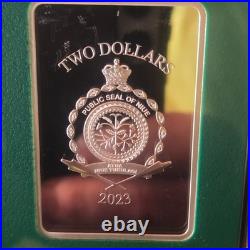 TWO DOLLARS
PUBLIC SEAL OF NIUE
2023